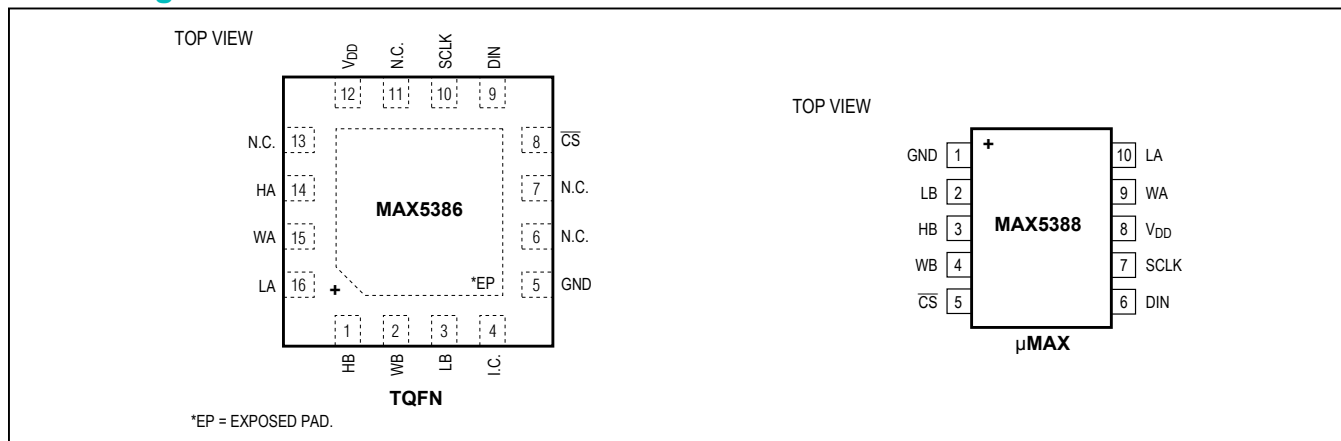 TOP VIEW
VDD
N.C.
SCLK
DIN
12
11
10
9
N.C. 13
8 CS
HA 14
7 N.C.
MAX5386
WA 15
6 N.C.
LA 16
+
*EP
5 GND
1
2
3
4
HB
WB
LB
I.C.
TQFN
*EP = EXPOSED PAD.
TOP VIEW
+
GND 1
10 LA
LB 2
9 WA
HB 3
MAX5388
8 VDD
WB 4
7 SCLK
CS 5
6 DIN
µMAX